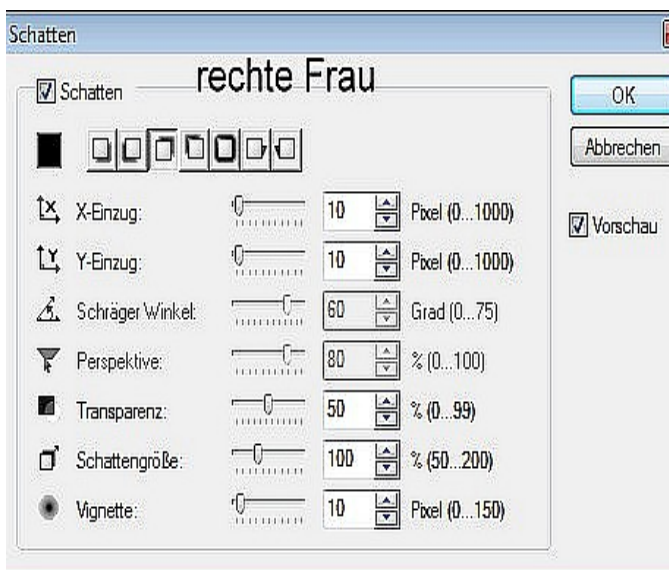 Schatten
rechte Frau
Schatten
OK
Abbrechen
Vorschau
X-Einzug: 10 Pixel (0...1000)
Y-Einzug: 10 Pixel (0...1000)
Schräger Winkel: 60 Grad (0...75)
Perspektive: 80 % (0...100)
Transparenz: 50 % (0...99)
Schattengröße: 100 % (50...200)
Vignette: 10 Pixel (0...150)